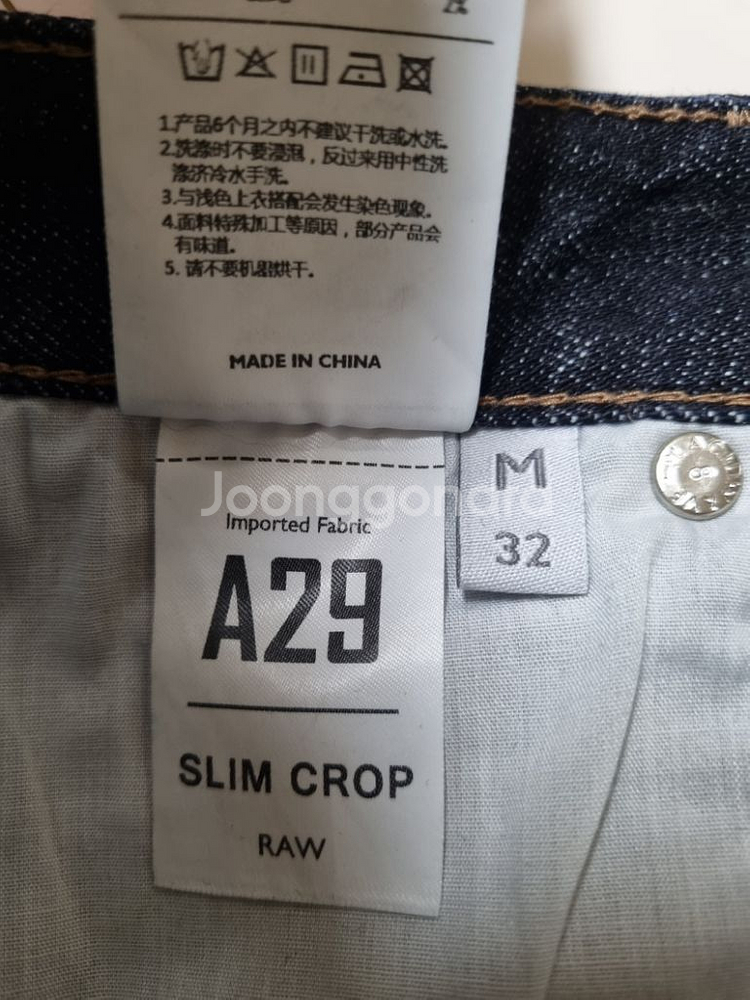 1.产品6个月之内不建议干洗或水洗.
2.洗涤时不要浸泡，反过来用中性洗
涤济冷水手洗.
3.与浅色上衣搭配会发生染色现象.
4.面料特殊加工等原因，部分产品会
有味道.
5. 请不要机器烘干.
MADE IN CHINA
Joonggonara
Imported Fabric
A29
SLIM CROP
RAW
M
32